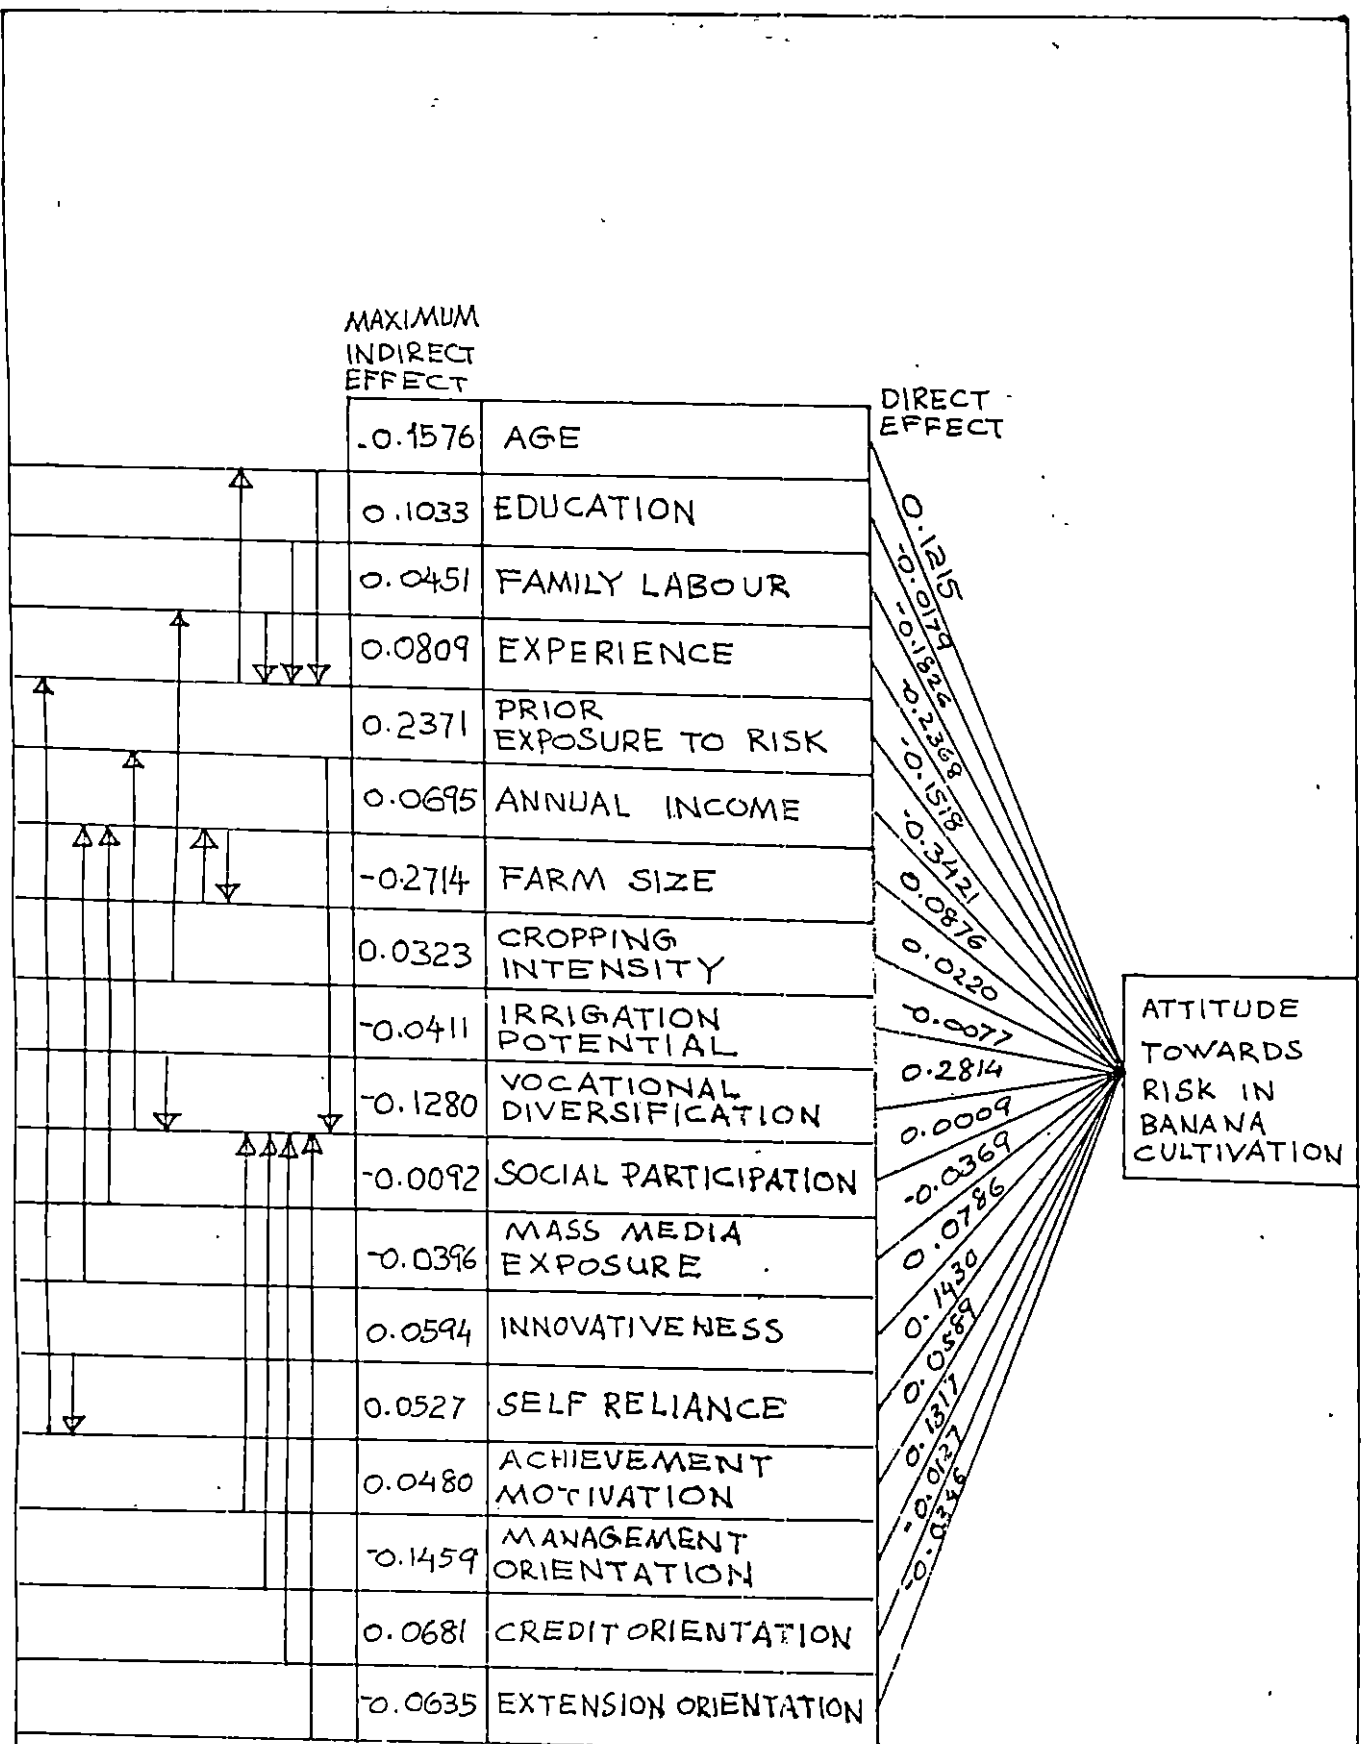 MAXIMUM
INDIRECT
EFFECT
DIRECT
EFFECT
-0.1576 AGE
0.1033 EDUCATION
0.0451 FAMILY LABOUR
0.0809 EXPERIENCE
0.2371 PRIOR
EXPOSURE TO RISK
0.0695 ANNUAL INCOME
-0.2714 FARM SIZE
0.0323 CROPPING
INTENSITY
-0.0411 IRRIGATION
POTENTIAL
-0.1280 VOCATIONAL
DIVERSIFICATION
-0.0092 SOCIAL PARTICIPATION
-0.0396 MASS MEDIA
EXPOSURE
0.0594 INNOVATIVENESS
0.0527 SELF RELIANCE
0.0480 ACHIEVEMENT
MOTIVATION
-0.1459 MANAGEMENT
ORIENTATION
0.0681 CREDIT ORIENTATION
-0.0635 EXTENSION ORIENTATION
0.1215
-0.0179
-0.1826
-0.2368
-0.1518
-0.3421
0.0876
0.0220
-0.0077
0.2814
0.0009
-0.0369
0.0786
0.1430
0.0589
0.1317
-0.0127
-0.0346
ATTITUDE
TOWARDS
RISK IN
BANANA
CULTIVATION